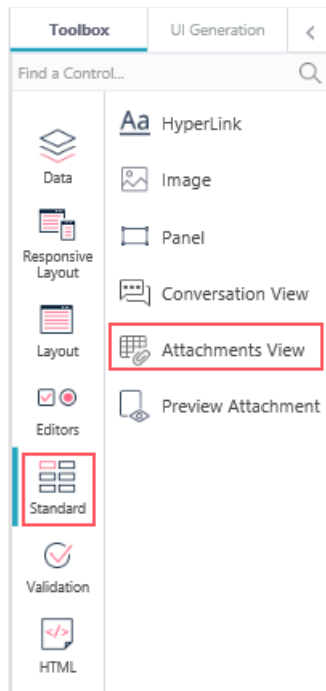 Toolbox
UI Generation
Find a Control...
Data
Responsive
Layout
Layout
Editors
Standard
Validation
HTML
Aa HyperLink
Image
Panel
Conversation View
Attachments View
Preview Attachment